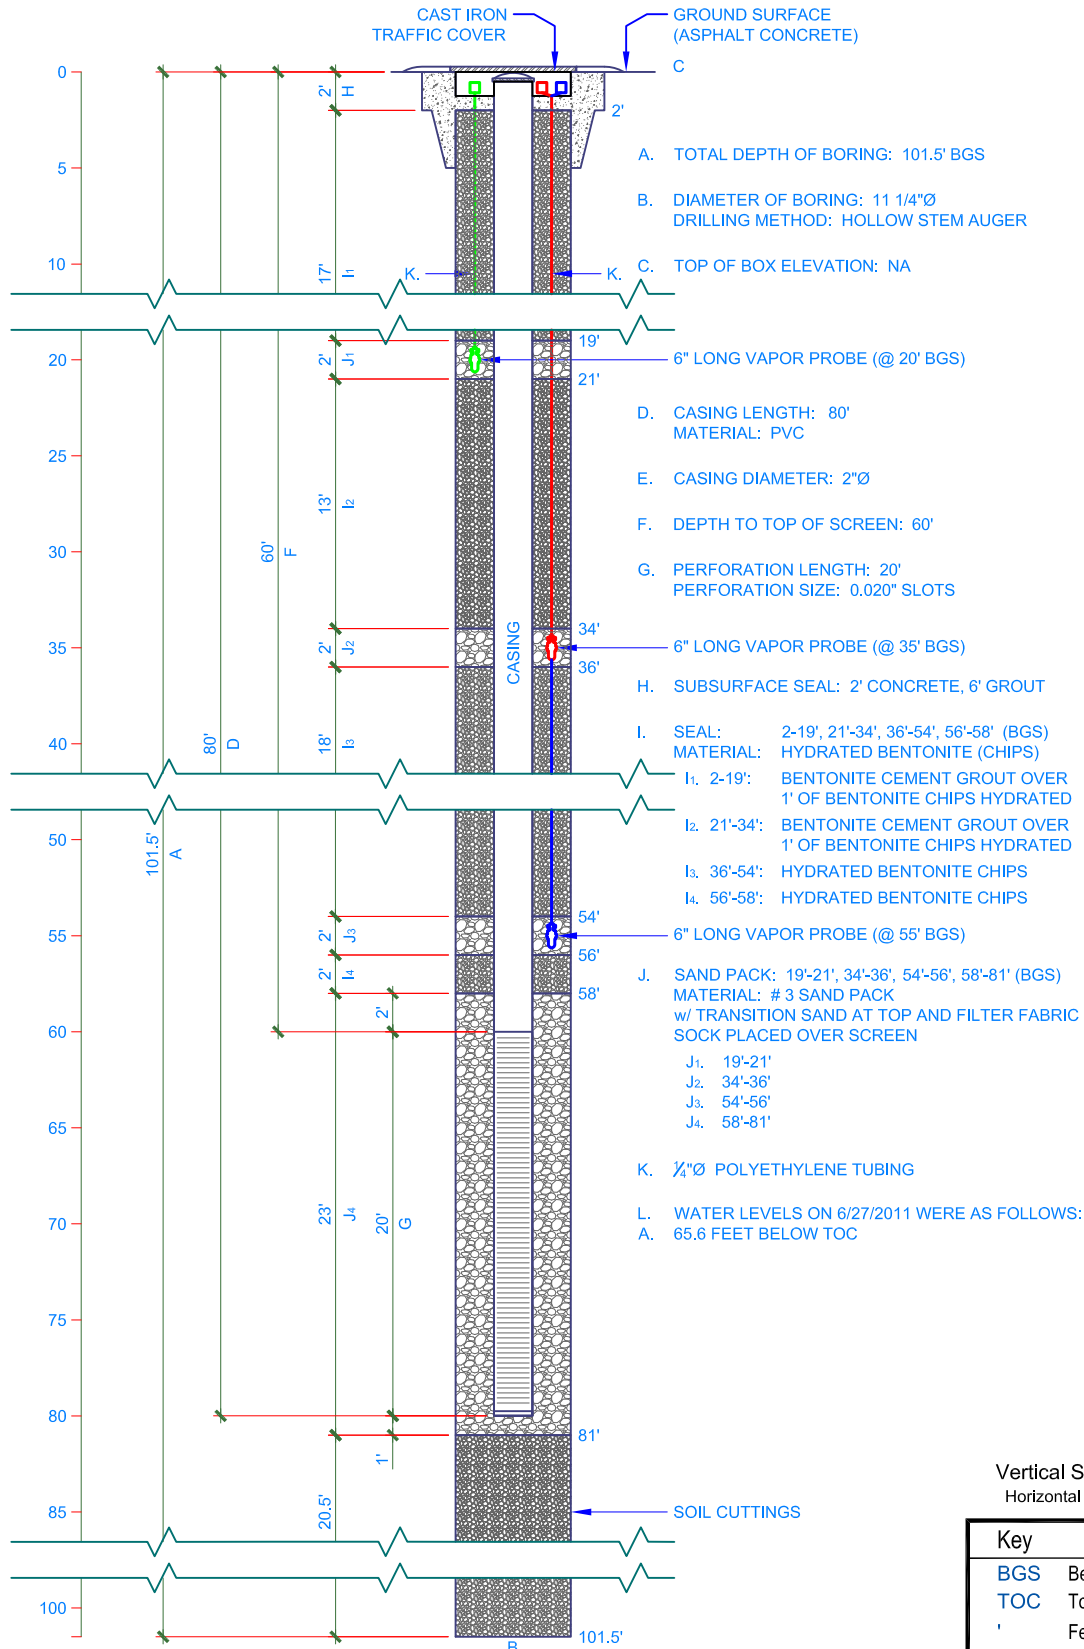 CAST IRON
TRAFFIC COVER
GROUND SURFACE
(ASPHALT CONCRETE)
C
0
2'
H
2'
5
A. TOTAL DEPTH OF BORING: 101.5' BGS
B. DIAMETER OF BORING: 11 1/4"Ø
DRILLING METHOD: HOLLOW STEM AUGER
10
17'
I1
K.
K.
C. TOP OF BOX ELEVATION: NA
19'
20
2'
J1
6" LONG VAPOR PROBE (@ 20' BGS)
21'
D. CASING LENGTH: 80'
MATERIAL: PVC
25
E. CASING DIAMETER: 2"Ø
13'
I2
F. DEPTH TO TOP OF SCREEN: 60'
30
60'
F
G. PERFORATION LENGTH: 20'
PERFORATION SIZE: 0.020" SLOTS
34'
35
2'
J2
CASING
6" LONG VAPOR PROBE (@ 35' BGS)
36'
H. SUBSURFACE SEAL: 2' CONCRETE, 6' GROUT
40
80'
D
18'
I3
I. SEAL: 2-19', 21'-34', 36'-54', 56'-58' (BGS)
MATERIAL: HYDRATED BENTONITE (CHIPS)
I1. 2-19': BENTONITE CEMENT GROUT OVER
1' OF BENTONITE CHIPS HYDRATED
I2. 21'-34': BENTONITE CEMENT GROUT OVER
1' OF BENTONITE CHIPS HYDRATED
I3. 36'-54': HYDRATED BENTONITE CHIPS
I4. 56'-58': HYDRATED BENTONITE CHIPS
50
101.5'
A
54'
55
2'
J3
6" LONG VAPOR PROBE (@ 55' BGS)
56'
2'
I4
58'
J. SAND PACK: 19'-21', 34'-36', 54'-56', 58'-81' (BGS)
MATERIAL: # 3 SAND PACK
w/ TRANSITION SAND AT TOP AND FILTER FABRIC
SOCK PLACED OVER SCREEN
2'
60
J1. 19'-21'
J2. 34'-36'
J3. 54'-56'
J4. 58'-81'
65
K. 1/4"Ø POLYETHYLENE TUBING
70
23'
J4
20'
G
L. WATER LEVELS ON 6/27/2011 WERE AS FOLLOWS:
A. 65.6 FEET BELOW TOC
75
80
81'
1'
85
20.5'
SOIL CUTTINGS
100
101.5'
B
Vertical S
Horizontal
Key
BGS Be
TOC To
' Fe